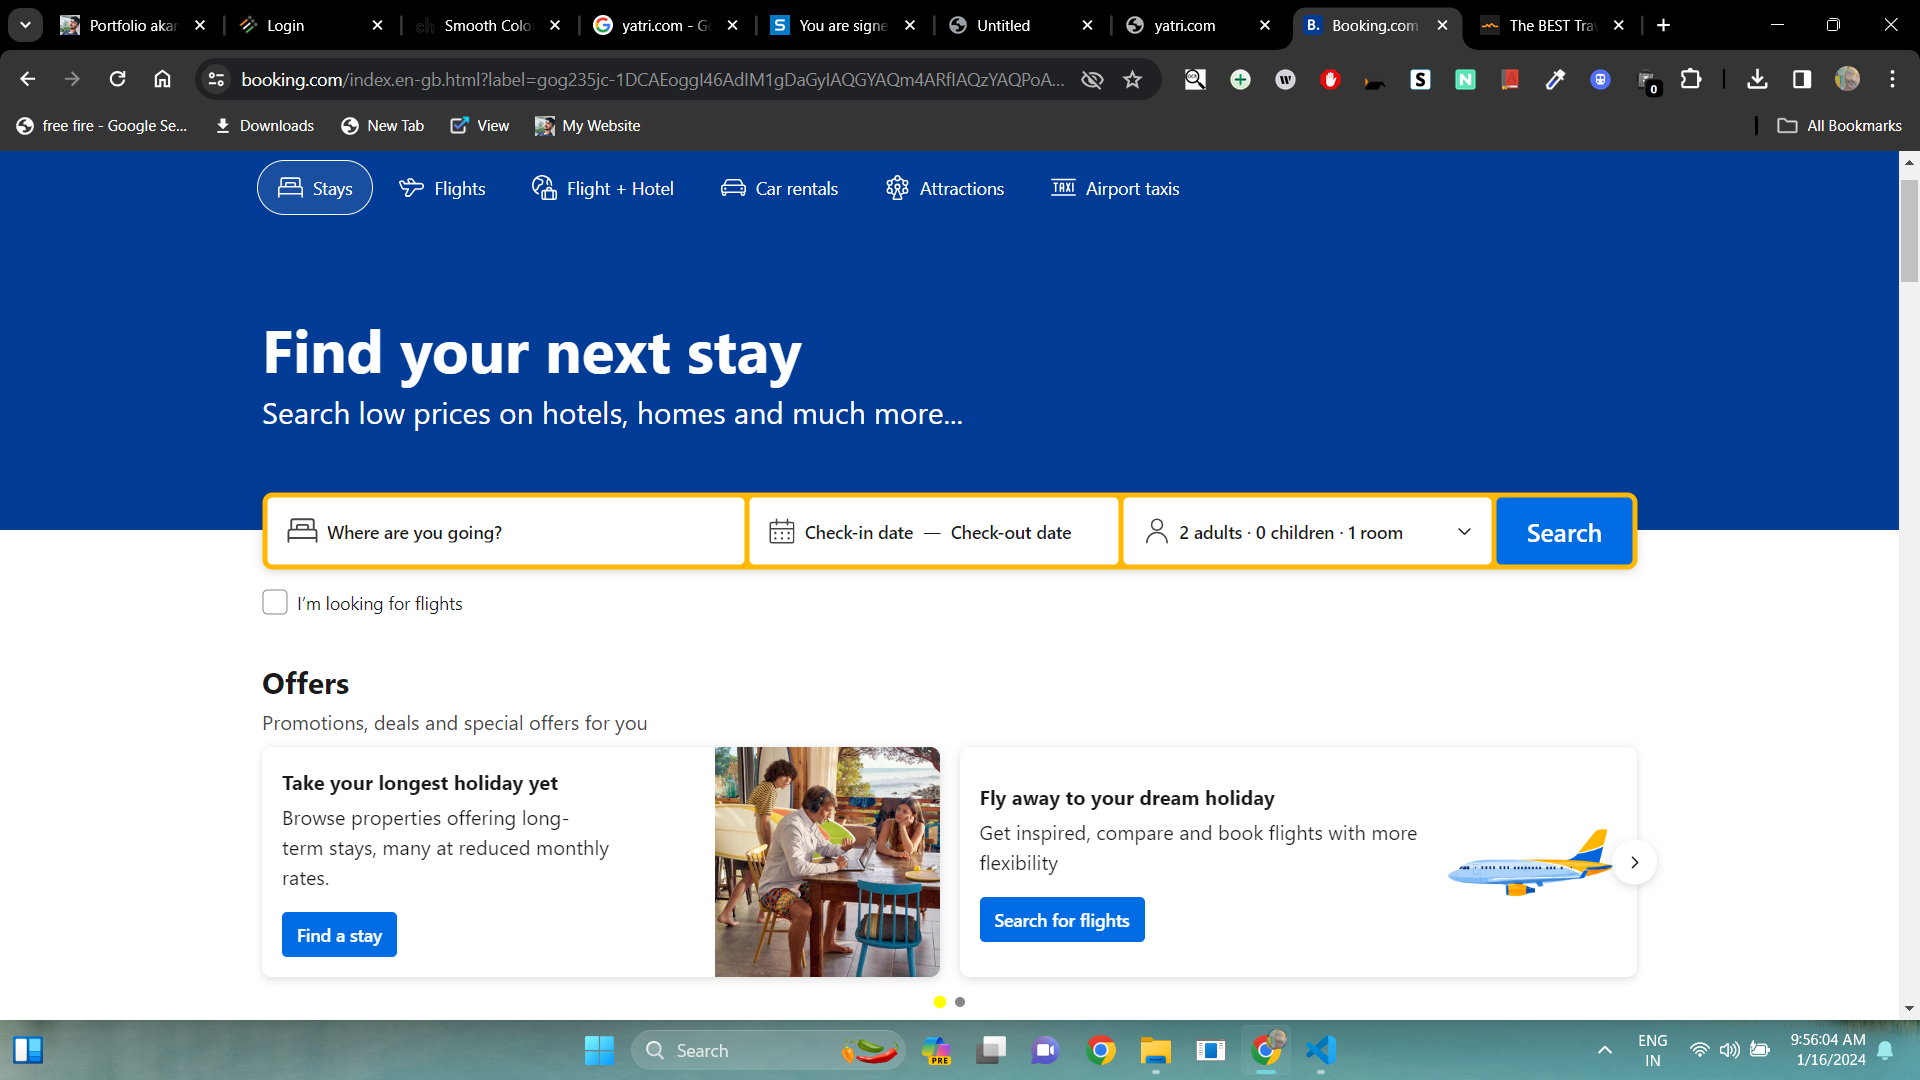 Portfolio akar
Login
Smooth Colo
yatri.com - Go
You are signe
Untitled
yatri.com
B. Booking.com
The BEST Tra
booking.com/index.en-gb.html?label=gog235jc-1DCAEoggI46AdIM1gDaGyIAQGYAQm4ARfIAQzYAQPoA...
free fire - Google Se...
Downloads
New Tab
View
My Website
All Bookmarks
Stays
Flights
Flight + Hotel
Car rentals
Attractions
TAXI Airport taxis
Find your next stay
Search low prices on hotels, homes and much more...
Where are you going?
Check-in date — Check-out date
2 adults · 0 children · 1 room
Search
I'm looking for flights
Offers
Promotions, deals and special offers for you
Take your longest holiday yet
Browse properties offering long-
term stays, many at reduced monthly
rates.
Find a stay
Fly away to your dream holiday
Get inspired, compare and book flights with more
flexibility
Search for flights
Search
PRE
ENG
IN
9:56:04 AM
1/16/2024